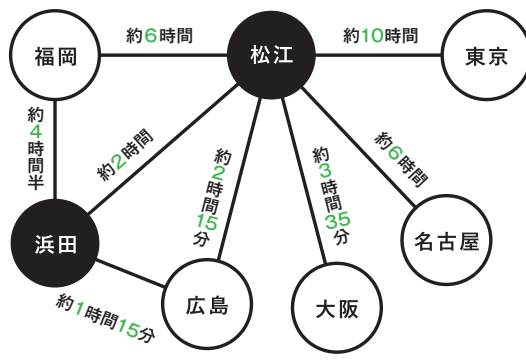 福岡
約6時間
松江
約10時間
東京
約4時間半
約2時間
約2時間15分
約3時間35分
約6時間
浜田
名古屋
広島
大阪
約1時間15分